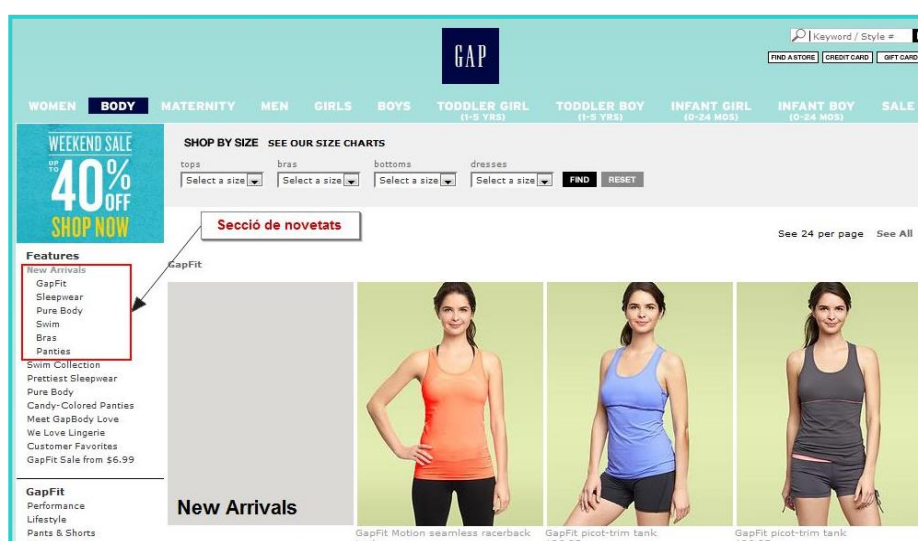 GAP
Keyword / Style #
FIND A STORE CREDIT CARD GIFT CARD
WOMEN BODY MATERNITY MEN GIRLS BOYS TODDLER GIRL TODDLER BOY INFANT GIRL INFANT BOY SALE
(1-5 YRS) (1-5 YRS) (0-24 MOS) (0-24 MOS)
WEEKEND SALE
UP TO 40% OFF
SHOP NOW
SHOP BY SIZE SEE OUR SIZE CHARTS
tops bras bottoms dresses
Select a size Select a size Select a size Select a size FIND RESET
Secció de novetats
See 24 per page See All
Features
New Arrivals
GapFit
Sleepwear
Pure Body
Swim
Bras
Panties
Swim Collection
Prettiest Sleepwear
Pure Body
Candy-Colored Panties
Meet GapBody Love
We Love Lingerie
Customer Favorites
GapFit Sale from $6.99
GapFit
Performance
Lifestyle
Pants & Shorts
GapFit
New Arrivals
GapFit Motion seamless racerback
GapFit picot-trim tank
GapFit picot-trim tank